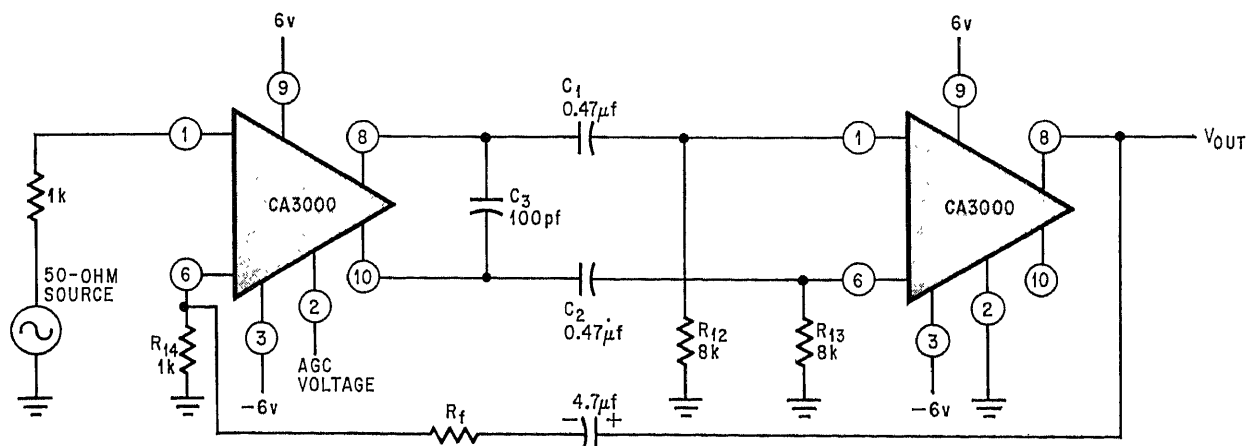 6v
9
1
1k
CA3000
8
6
10
50-OHM
SOURCE
R14
1k
3
2
-6v
AGC
VOLTAGE
C1
0.47µf
C3
100pf
C2
0.47µf
R12
8k
R13
8k
6v
9
1
CA3000
8
VOUT
6
10
3
2
-6v
Rf
4.7µf
- +